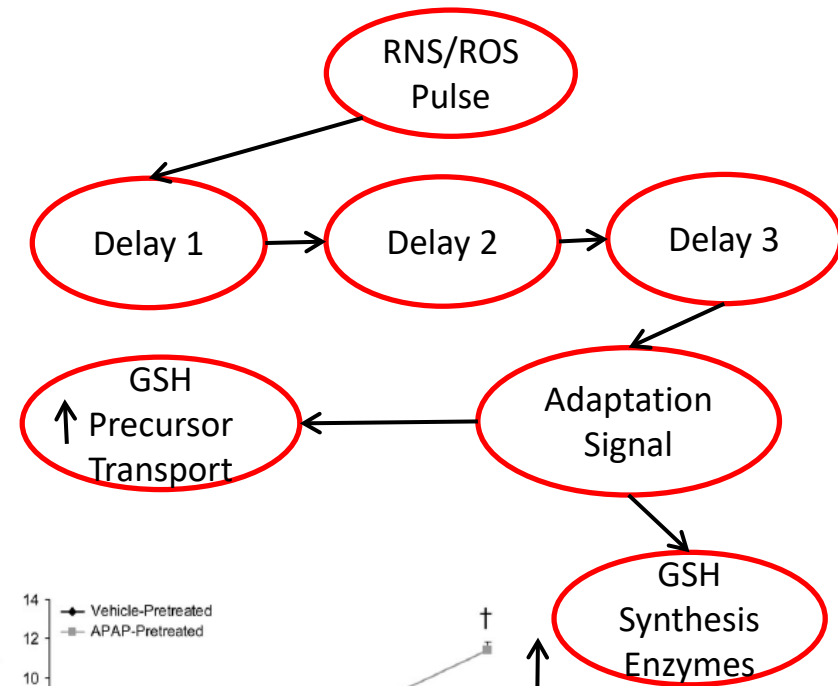 RNS/ROS
Pulse
Delay 1
Delay 2
Delay 3
GSH
Precursor
Transport
Adaptation
Signal
GSH
Synthesis
Enzymes
14
Vehicle-Pretreated
APAP-Pretreated
†
12
10